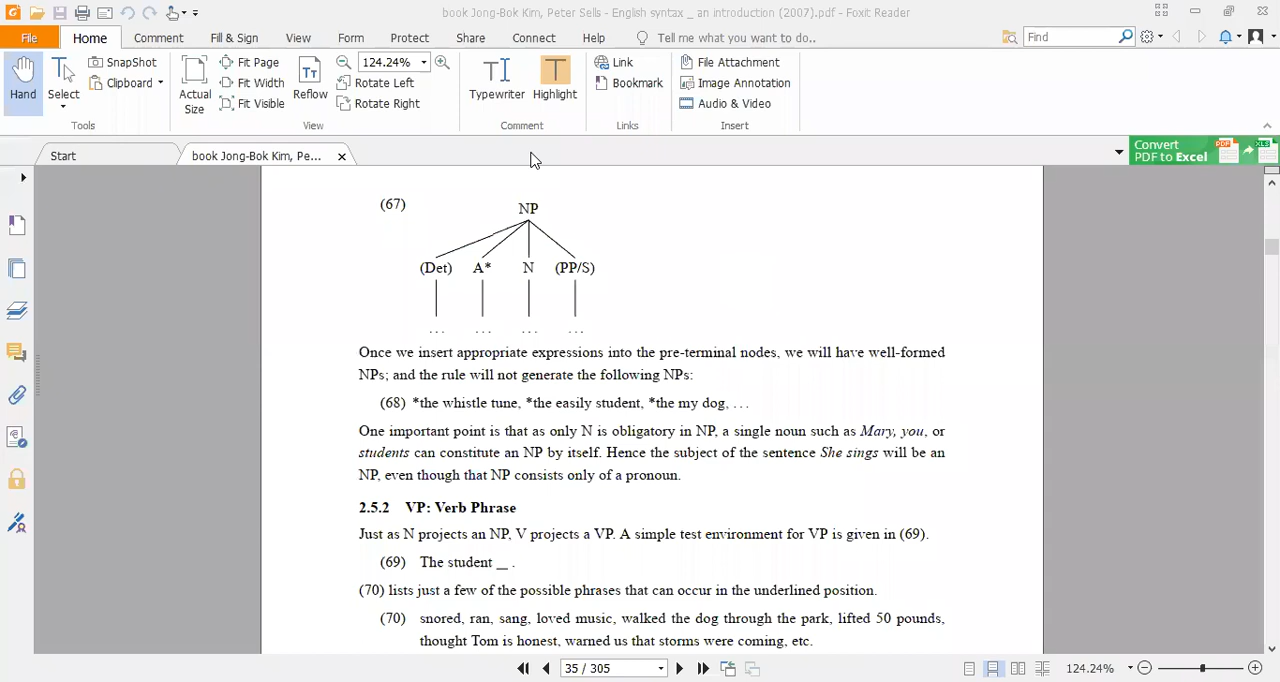 book Jong-Bok Kim, Peter Sells - English syntax _ an introduction (2007).pdf - Foxit Reader
File Home Comment Fill & Sign View Form Protect Share Connect Help Tell me what you want to do.. Find
Hand Select SnapShot Clipboard Actual Size Fit Page Fit Width Fit Visible Reflow 124.24% Rotate Left Rotate Right Typewriter Highlight Link Bookmark File Attachment Image Annotation Audio & Video
Tools View Comment Links Insert
Start book Jong-Bok Kim, Pe... Convert PDF to Excel PDF XLS
(67) NP
(Det) A* N (PP/S)
... ... ... ...
Once we insert appropriate expressions into the pre-terminal nodes, we will have well-formed
NPs; and the rule will not generate the following NPs:
(68) *the whistle tune, *the easily student, *the my dog, ...
One important point is that as only N is obligatory in NP, a single noun such as Mary, you, or
students can constitute an NP by itself. Hence the subject of the sentence She sings will be an
NP, even though that NP consists only of a pronoun.
2.5.2 VP: Verb Phrase
Just as N projects an NP, V projects a VP. A simple test environment for VP is given in (69).
(69) The student _ .
(70) lists just a few of the possible phrases that can occur in the underlined position.
(70) snored, ran, sang, loved music, walked the dog through the park, lifted 50 pounds,
thought Tom is honest, warned us that storms were coming, etc.
35 / 305 124.24%